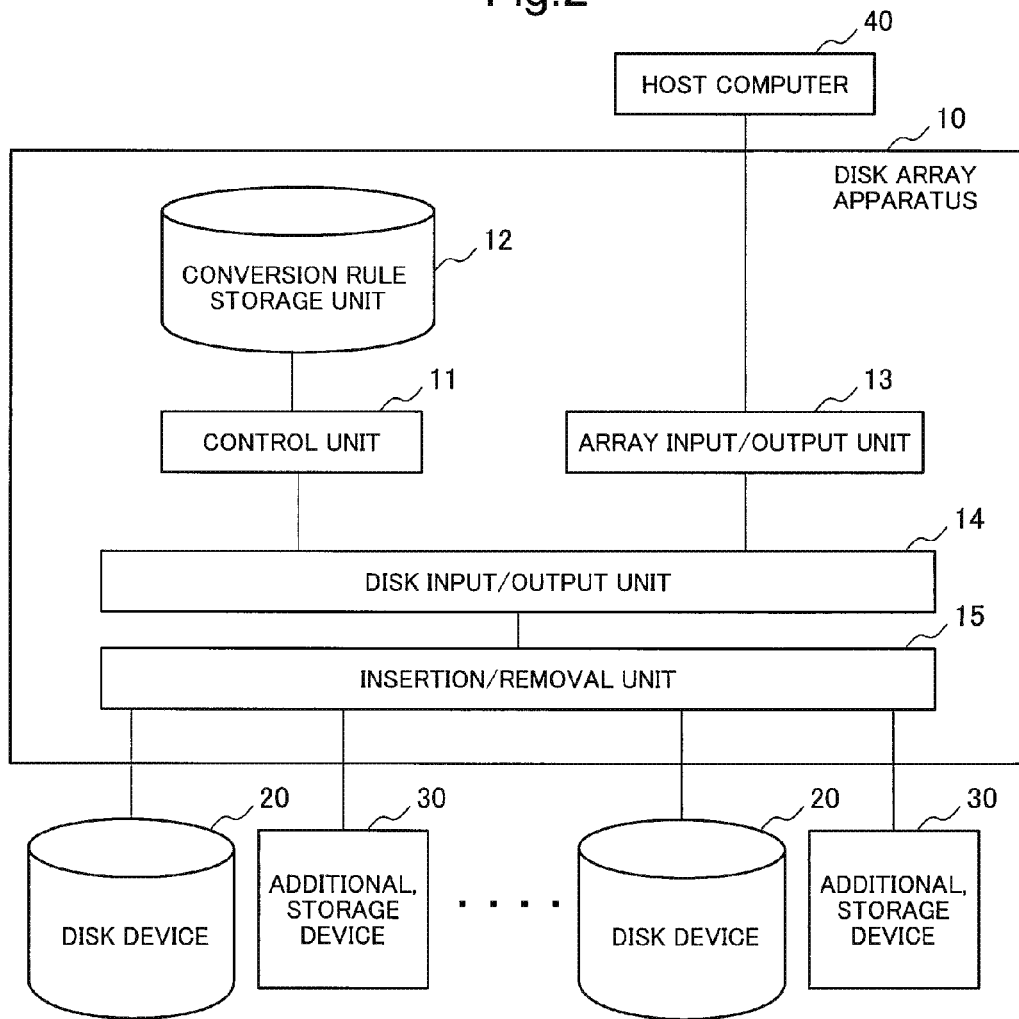 Fig.2
40
HOST COMPUTER
10
DISK ARRAY
APPARATUS
12
CONVERSION RULE
STORAGE UNIT
11
CONTROL UNIT
13
ARRAY INPUT/OUTPUT UNIT
14
DISK INPUT/OUTPUT UNIT
15
INSERTION/REMOVAL UNIT
20
DISK DEVICE
30
ADDITIONAL,
STORAGE
DEVICE
. . . .
20
DISK DEVICE
30
ADDITIONAL,
STORAGE
DEVICE